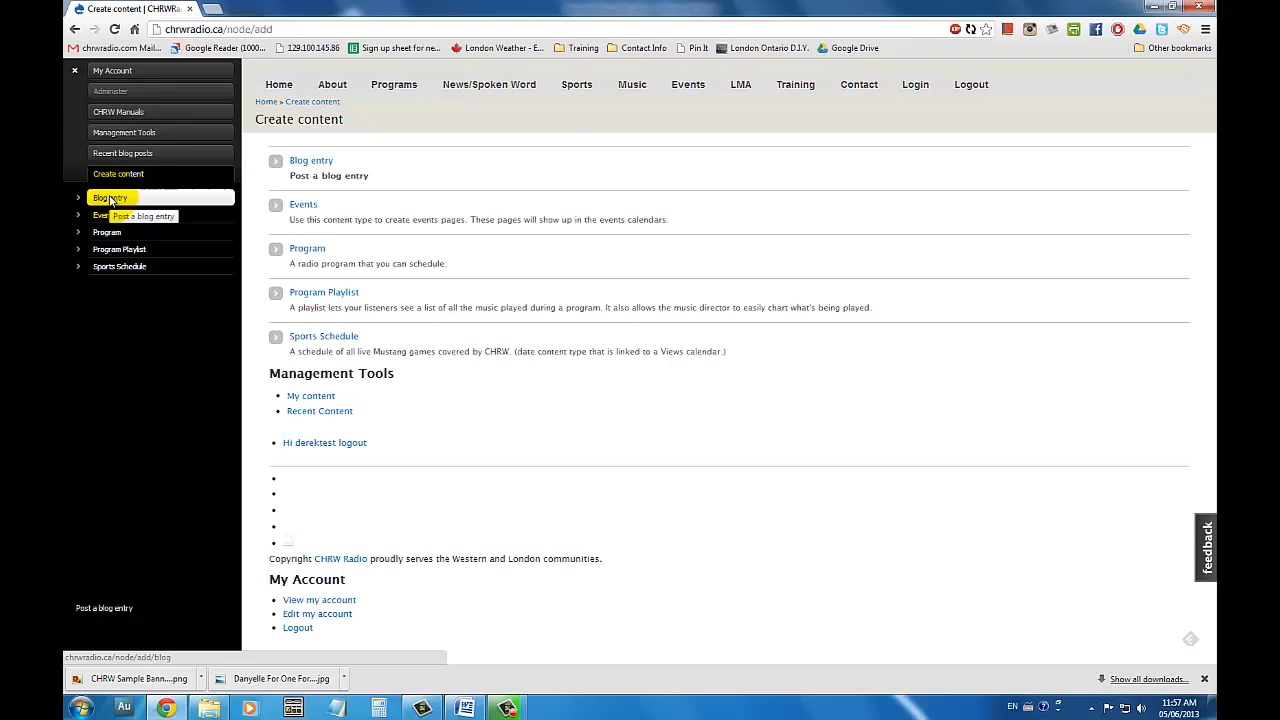 Create content | CHRWRa
chrwradio.ca/node/add
chrwradio.com Mail...
Google Reader (1000...
129.100.145.86
Sign up sheet for ne...
London Weather - E...
Training
Contact Info
Pin It
London Ontario D.I.Y.
Google Drive
Other bookmarks
My Account
Administer
CHRW Manuals
Management Tools
Recent blog posts
Create content
Blog entry
Even
Post a blog entry
Program
Program Playlist
Sports Schedule
Post a blog entry
Home
About
Programs
News/Spoken Word
Sports
Music
Events
LMA
Training
Contact
Login
Logout
Home » Create content
Create content
Blog entry
Post a blog entry
Events
Use this content type to create events pages. These pages will show up in the events calendars.
Program
A radio program that you can schedule.
Program Playlist
A playlist lets your listeners see a list of all the music played during a program. It also allows the music director to easily chart what's being played.
Sports Schedule
A schedule of all live Mustang games covered by CHRW. (date content type that is linked to a Views calendar.)
Management Tools
My content
Recent Content
Hi derektest logout
Copyright CHRW Radio proudly serves the Western and London communities.
My Account
View my account
Edit my account
Logout
feedback
chrwradio.ca/node/add/blog
CHRW Sample Bann....png
Danyelle For One For....jpg
Show all downloads...
Au
EN
11:57 AM
05/06/2013